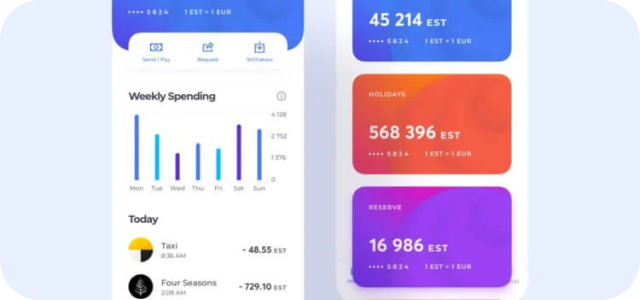 •••• 5824 1 EST = 1 EUR
Send / Pay Request Withdraw
Weekly Spending
4 128
2 752
1 376
0
Mon Tue Wed Thu Fri Sat Sun
Today
Taxi
8:36 AM
- 48.55 EST
Four Seasons
2:08 AM
- 729.10 EST
45 214 EST
•••• 5824 1 EST = 1 EUR
HOLIDAYS
568 396 EST
•••• 5824 1 EST = 1 EUR
RESERVE
16 986 EST
•••• 5824 1 EST = 1 EUR